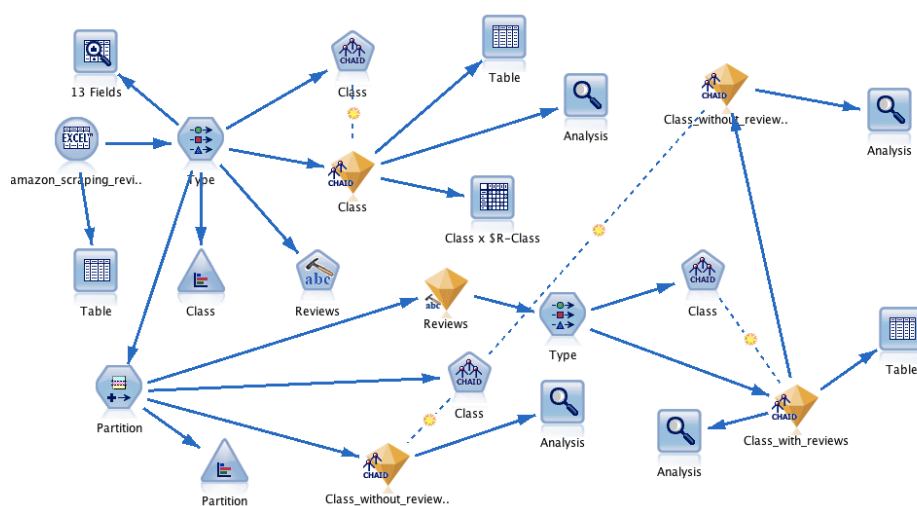 CHAID
Class
Table
13 Fields
EXCEL
amazon_scraping_revi..
Type
CHAID
Class
Analysis
CHAID
Class_without_review..
Analysis
Class x $R-Class
Table
Class
abc
Reviews
abc
Reviews
Type
CHAID
Class
Table
Partition
CHAID
Class
Analysis
CHAID
Class_with_reviews
Analysis
Partition
CHAID
Class_without_review..